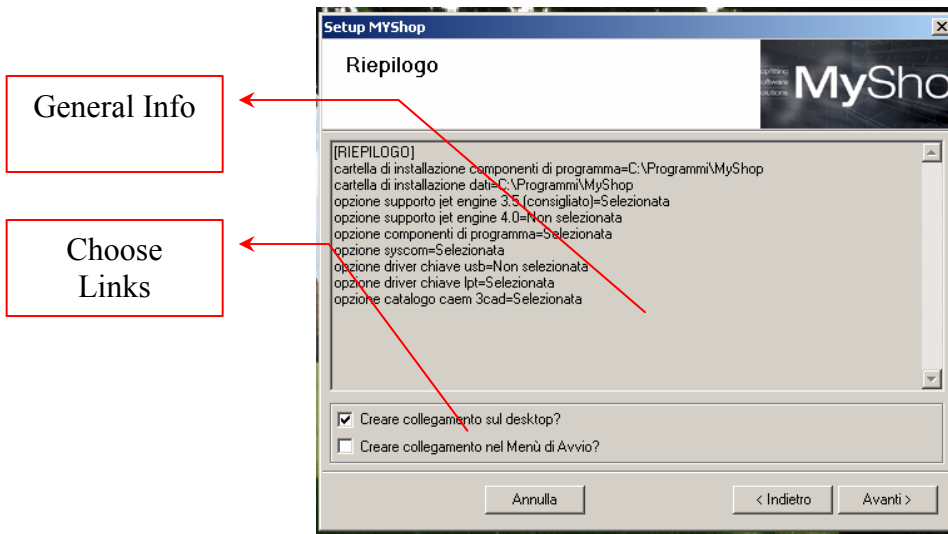 Setup MYShop
Riepilogo
MySho
General Info
[RIEPILOGO]
cartella di installazione componenti di programma=C:\Programmi\MyShop
cartella di installazione dati=C:\Programmi\MyShop
opzione supporto jet engine 3.5 (consigliato)=Selezionata
opzione supporto jet engine 4.0=Non selezionata
opzione componenti di programma=Selezionata
opzione syscom=Selezionata
opzione driver chiave usb=Non selezionata
opzione driver chiave lpt=Selezionata
opzione catalogo caem 3cad=Selezionata
Choose
Links
Creare collegamento sul desktop?
Creare collegamento nel Menù di Avvio?
Annulla
< Indietro
Avanti >